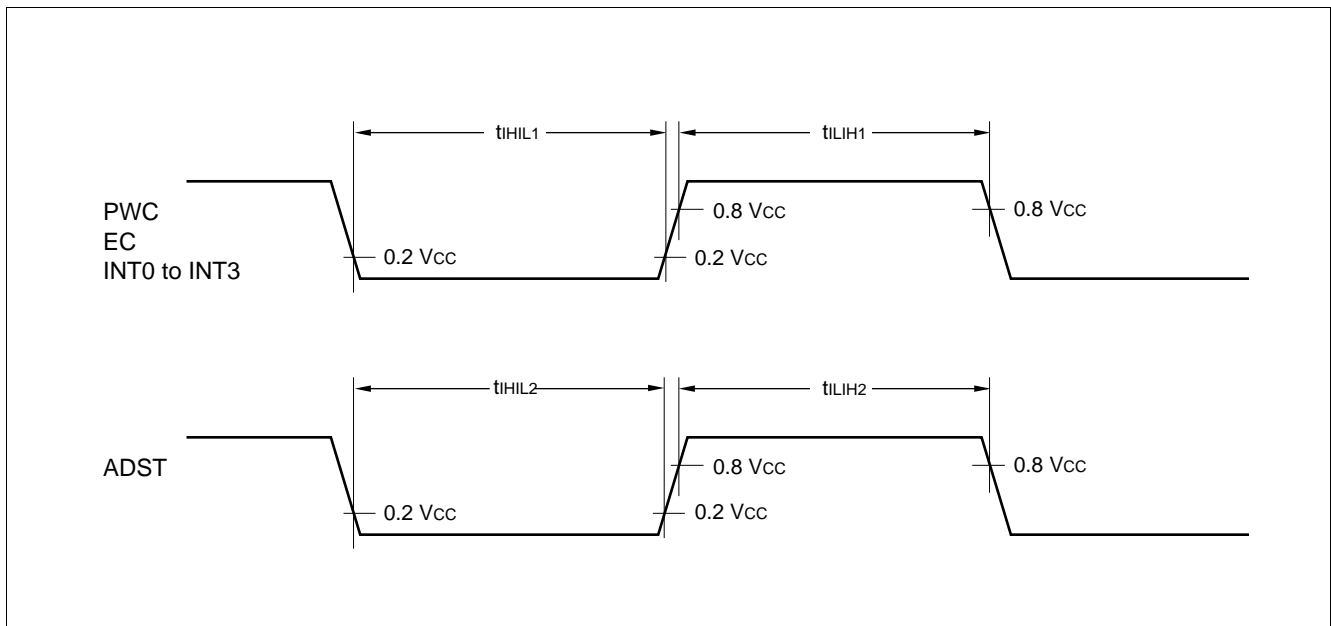 tIHIL1 tILIH1
PWC
EC
INT0 to INT3
0.8 VCC 0.8 VCC
0.2 VCC 0.2 VCC
tIHIL2 tILIH2
ADST
0.8 VCC 0.8 VCC
0.2 VCC 0.2 VCC